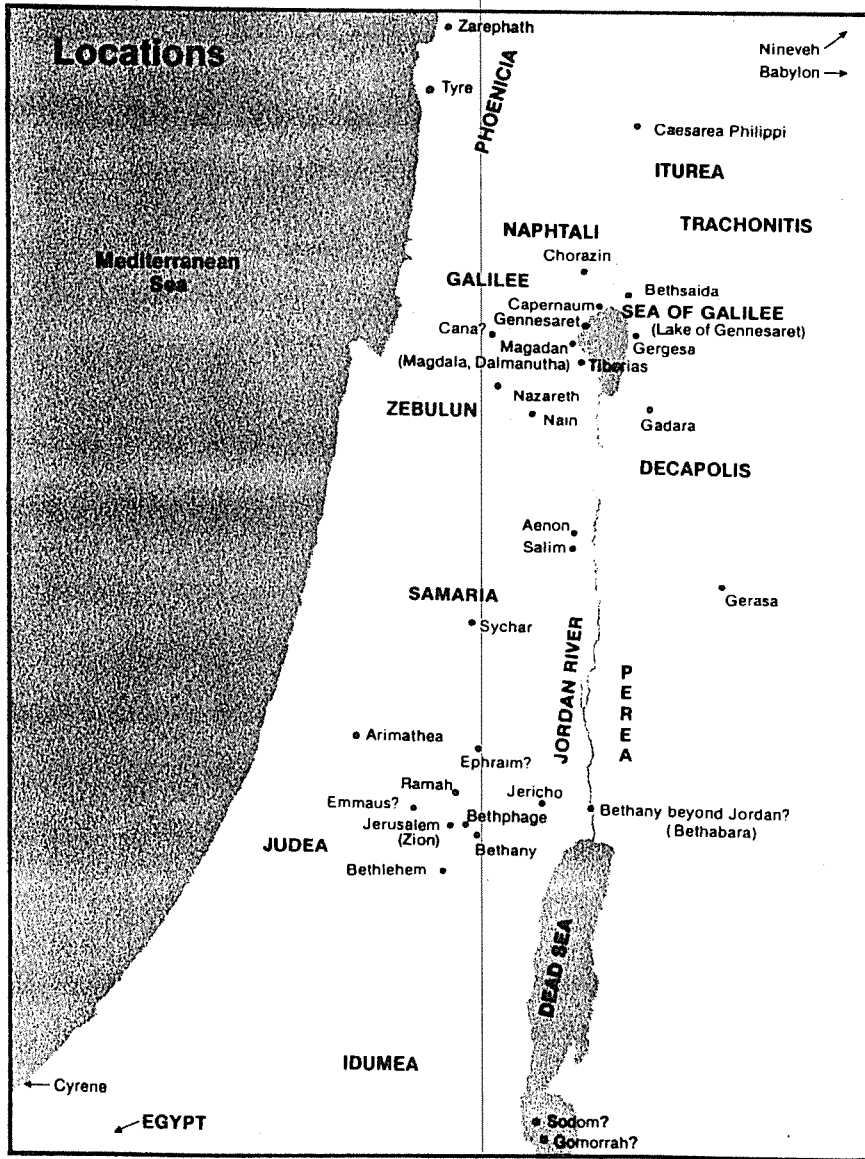 Locations
Zarephath
Nineveh
Babylon
Tyre
PHOENICIA
Caesarea Philippi
ITUREA
TRACHONITIS
NAPHTALI
Chorazin
Mediterranean
Sea
GALILEE
Bethsaida
Capernaum
SEA OF GALILEE
(Lake of Gennesaret)
Gennesaret
Cana?
Magadan
(Magdala, Dalmanutha)
Gergesa
Tiberias
Nazareth
ZEBULUN
Nain
Gadara
DECAPOLIS
Aenon
Salim
SAMARIA
Gerasa
Sychar
JORDAN RIVER
PEREA
Arimathea
Ephraim?
Ramah
Jericho
Emmaus?
Bethany beyond Jordan?
(Bethabara)
Jerusalem
(Zion)
Bethphage
JUDEA
Bethany
Bethlehem
DEAD SEA
IDUMEA
Cyrene
EGYPT
Sodom?
Gomorrah?